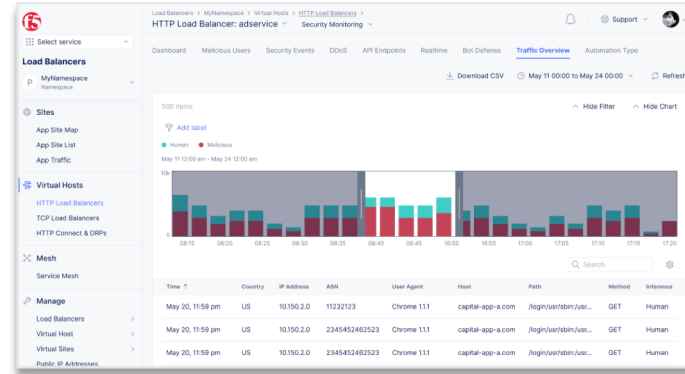 Load Balancers > MyNamespace > Virtual Hosts > HTTP Load Balancers >
HTTP Load Balancer: adservice Security Monitoring
Support
Select service
Load Balancers
P MyNamespace
Namespace
Sites
App Site Map
App Site List
App Traffic
Virtual Hosts
HTTP Load Balancers
TCP Load Balancers
HTTP Connect & DRPs
Mesh
Service Mesh
Manage
Load Balancers
Virtual Host
Virtual Sites
Public IP Addresses
Dashboard Malicious Users Security Events DDoS API Endpoints Realtime Bot Defense Traffic Overview Automation Type
Download CSV May 11 00:00 to May 24 00:00 Refresh
500 items Hide Filter Hide Chart
Add label
Human Malicious
May 11 12:00 am - May 24 12:00 am
10k
0
08:15 08:20 08:25 08:30 08:35 08:40 08:45 16:50 16:55 17:00 17:05 17:10 17:15 17:20
Search
Time Country IP Address ASN User Agent Host Path Method Inference
May 20, 11:59 pm US 10.150.2.0 11232123 Chrome 1.1.1 capital-app-a.com /login/usr/sbin:/usr... GET Human
May 20, 11:59 pm US 10.150.2.0 2345452462523 Chrome 1.1.1 capital-app-a.com /login/usr/sbin:/usr... GET Human
May 20, 11:59 pm US 10.150.2.0 2345452462523 Chrome 1.1.1 capital-app-a.com /login/usr/sbin:/usr... GET Human